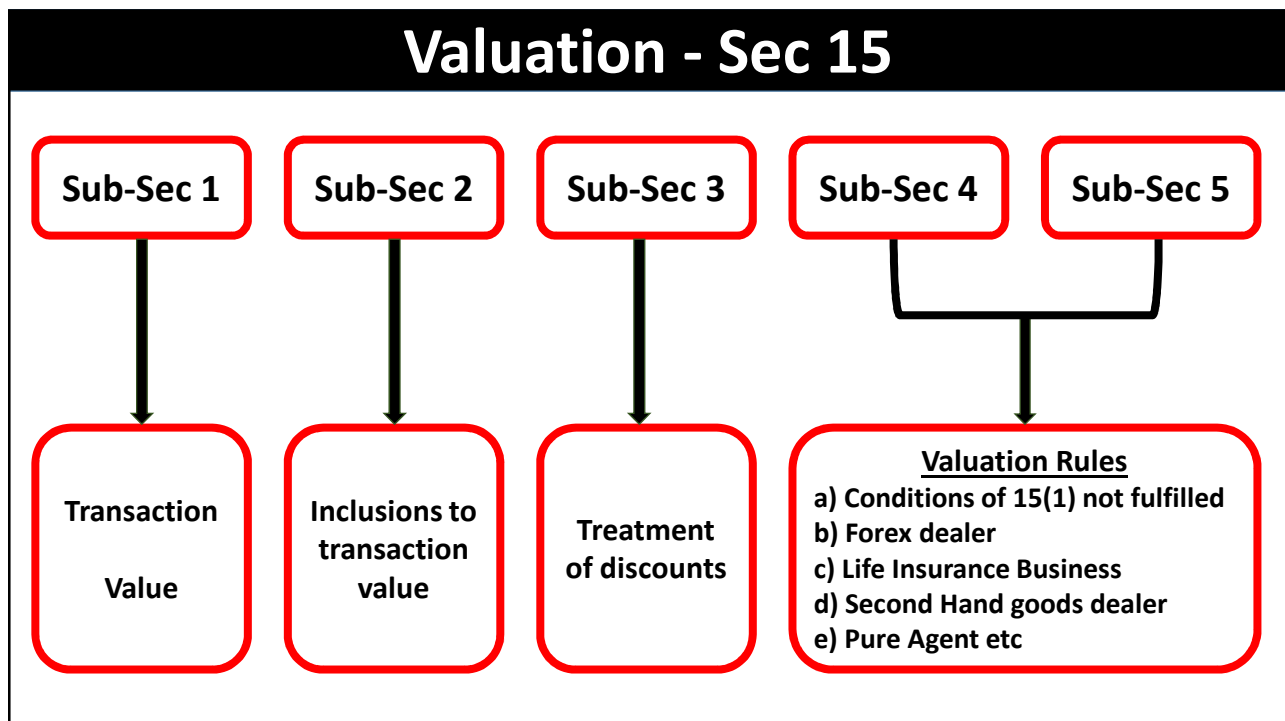 Valuation - Sec 15
Sub-Sec 1
Sub-Sec 2
Sub-Sec 3
Sub-Sec 4
Sub-Sec 5
Transaction
Value
Inclusions to
transaction
value
Treatment
of discounts
Valuation Rules
a) Conditions of 15(1) not fulfilled
b) Forex dealer
c) Life Insurance Business
d) Second Hand goods dealer
e) Pure Agent etc